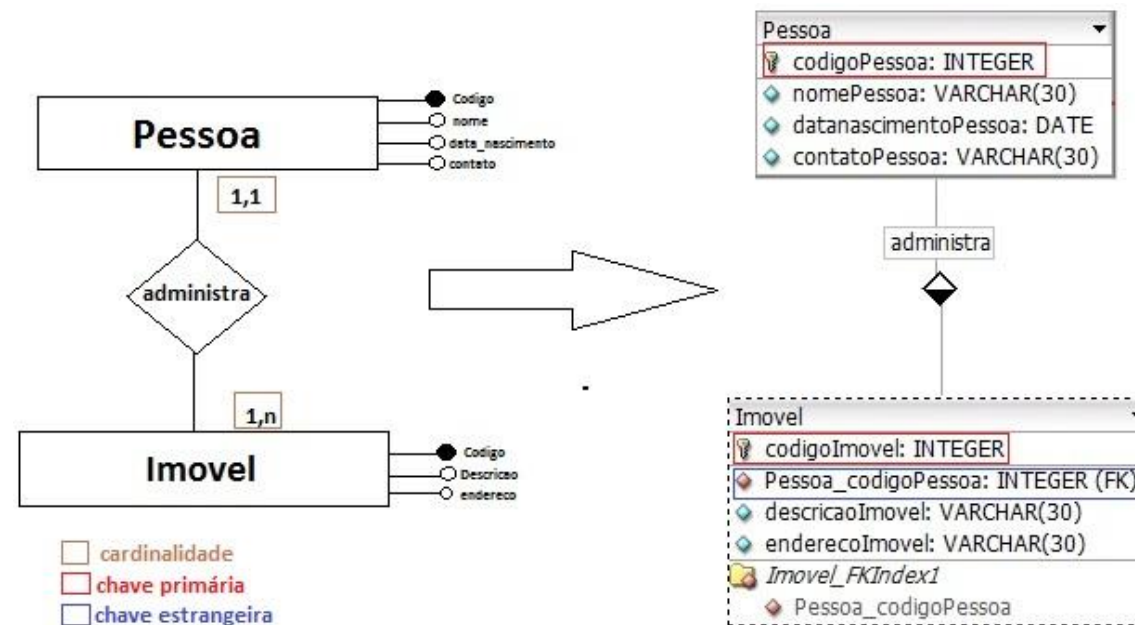 Pessoa
Codigo
nome
data_nascimento
contato
1,1
administra
1,n
Imovel
Codigo
Descricao
endereco
cardinalidade
chave primária
chave estrangeira
Pessoa
codigoPessoa: INTEGER
nomePessoa: VARCHAR(30)
datanascimentoPessoa: DATE
contatoPessoa: VARCHAR(30)
administra
Imovel
codigoImovel: INTEGER
Pessoa_codigoPessoa: INTEGER (FK)
descricaoImovel: VARCHAR(30)
enderecoImovel: VARCHAR(30)
Imovel_FKIndex1
Pessoa_codigoPessoa